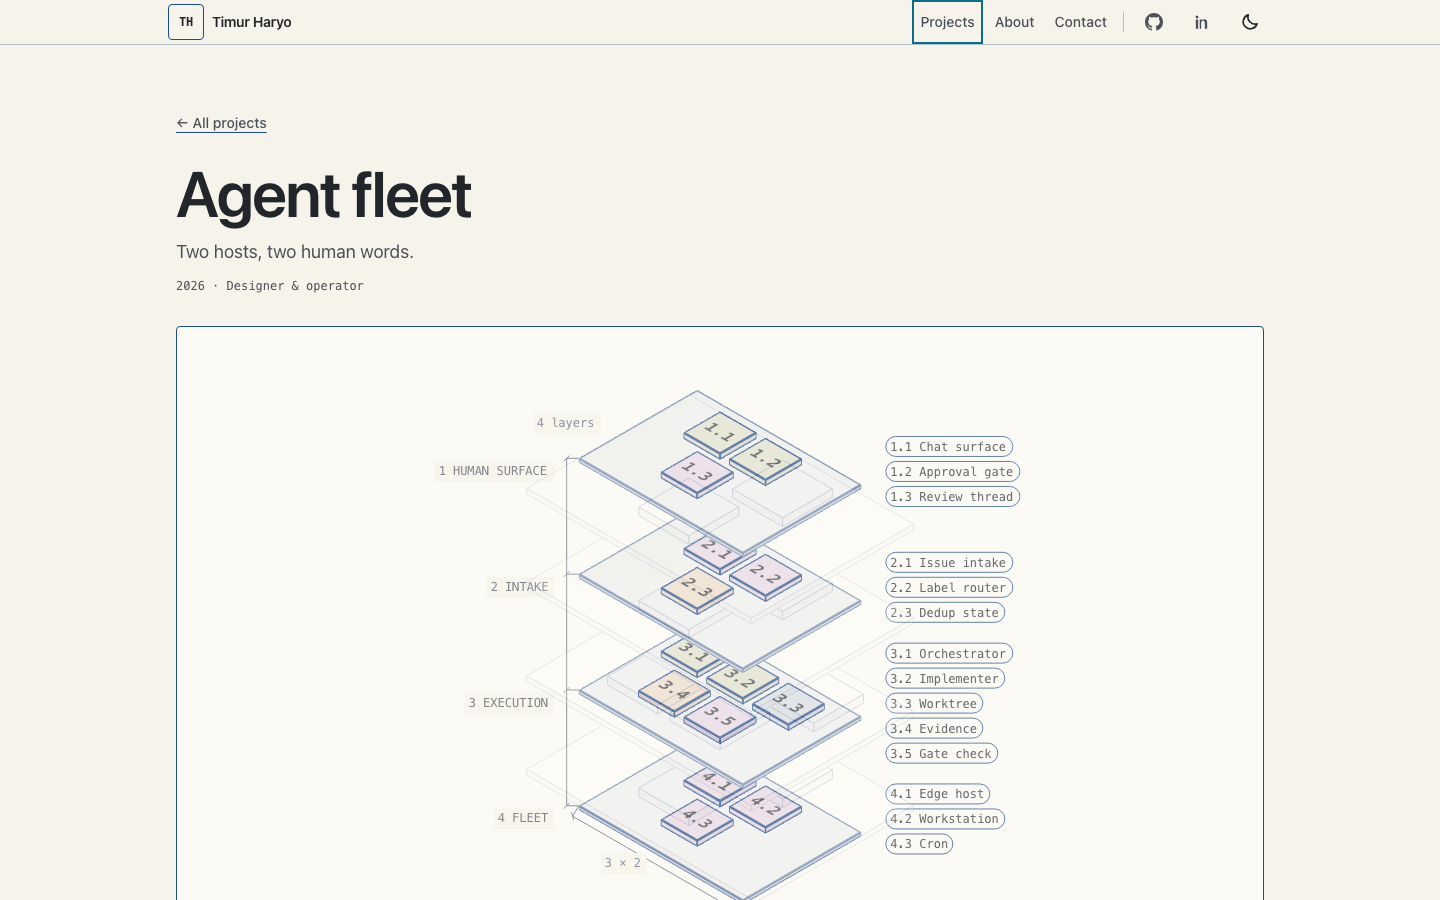 TH Timur Haryo Projects About Contact in
← All projects
Agent fleet
Two hosts, two human words.
2026 · Designer & operator
4 layers
1 HUMAN SURFACE
1.1
1.2
1.3
1.1 Chat surface
1.2 Approval gate
1.3 Review thread
2 INTAKE
2.1
2.2
2.3
2.1 Issue intake
2.2 Label router
2.3 Dedup state
3 EXECUTION
3.1
3.2
3.4
3.3
3.5
3.1 Orchestrator
3.2 Implementer
3.3 Worktree
3.4 Evidence
3.5 Gate check
4 FLEET
4.1
4.2
4.3
4.1 Edge host
4.2 Workstation
4.3 Cron
3 × 2